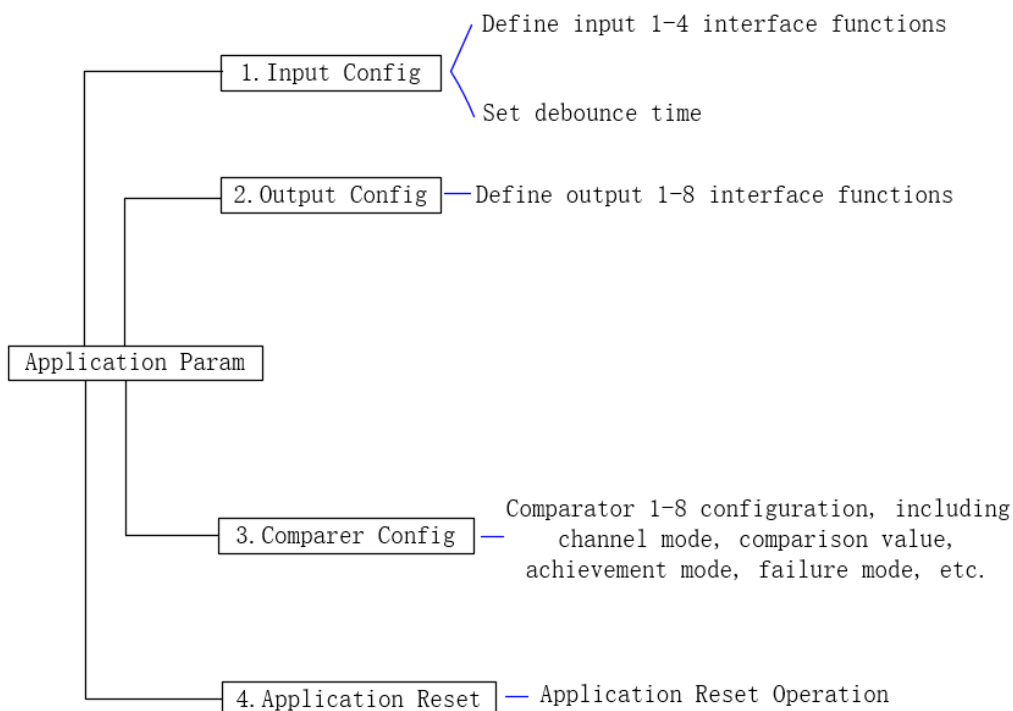 Define input 1-4 interface functions
1.Input Config
Set debounce time
2.Output Config
Define output 1-8 interface functions
Application Param
Comparator 1-8 configuration, including
channel mode, comparison value,
achievement mode, failure mode, etc.
3.Comparer Config
4.Application Reset
Application Reset Operation